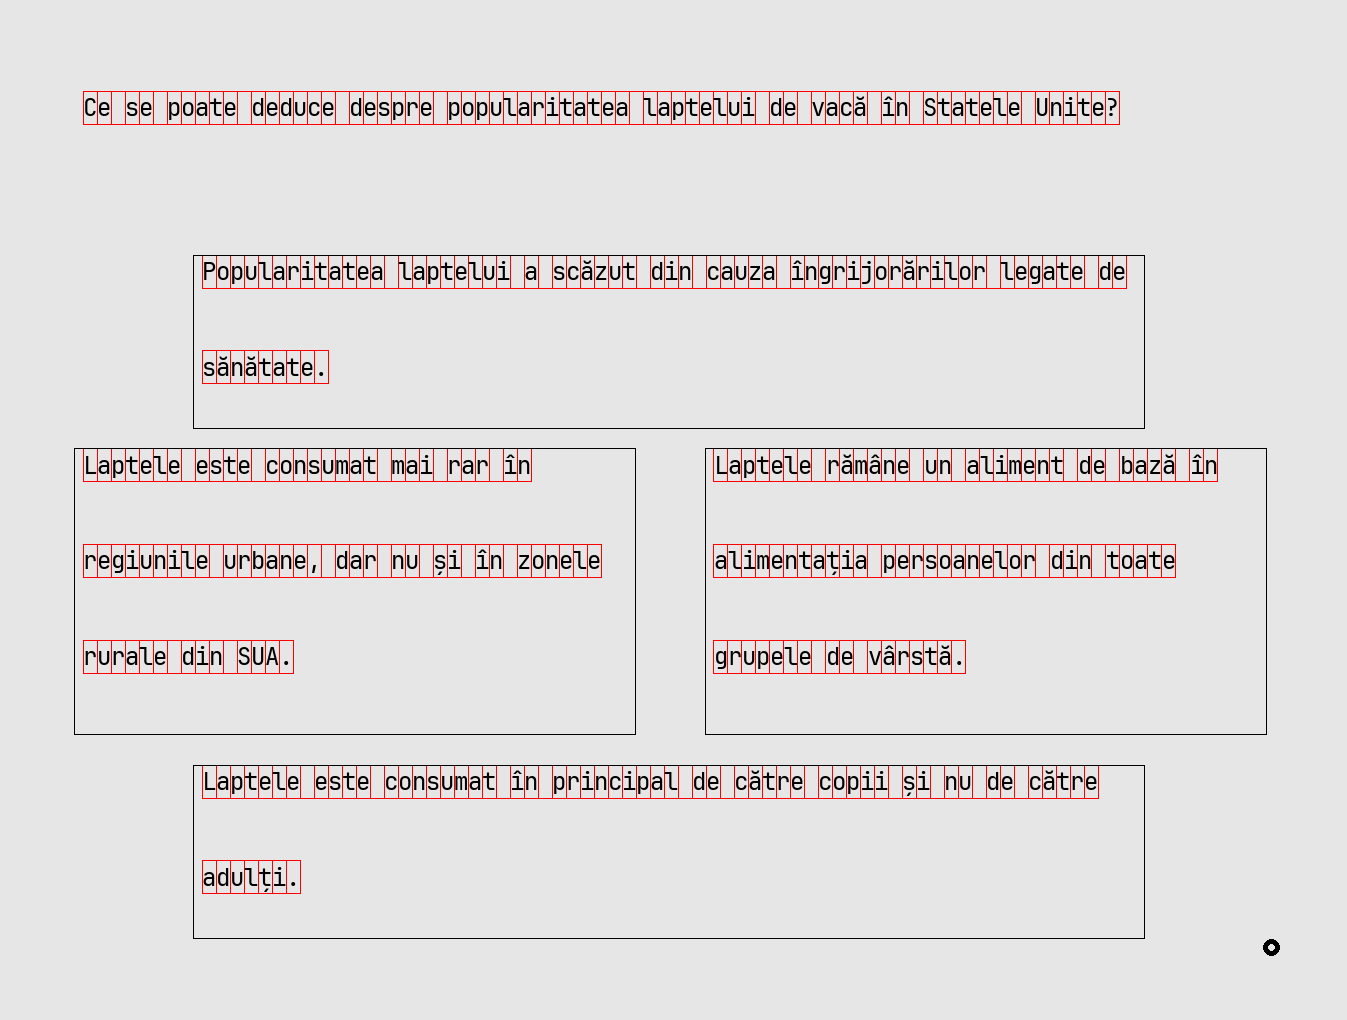 Ce se poate deduce despre popularitatea laptelui de vacă în Statele Unite?
Popularitatea laptelui a scăzut din cauza îngrijorărilor legate de
sănătate.
Laptele este consumat mai rar în
regiunile urbane, dar nu și în zonele
rurale din SUA.
Laptele rămâne un aliment de bază în
alimentația persoanelor din toate
grupele de vârstă.
Laptele este consumat în principal de către copii și nu de către
adulți.